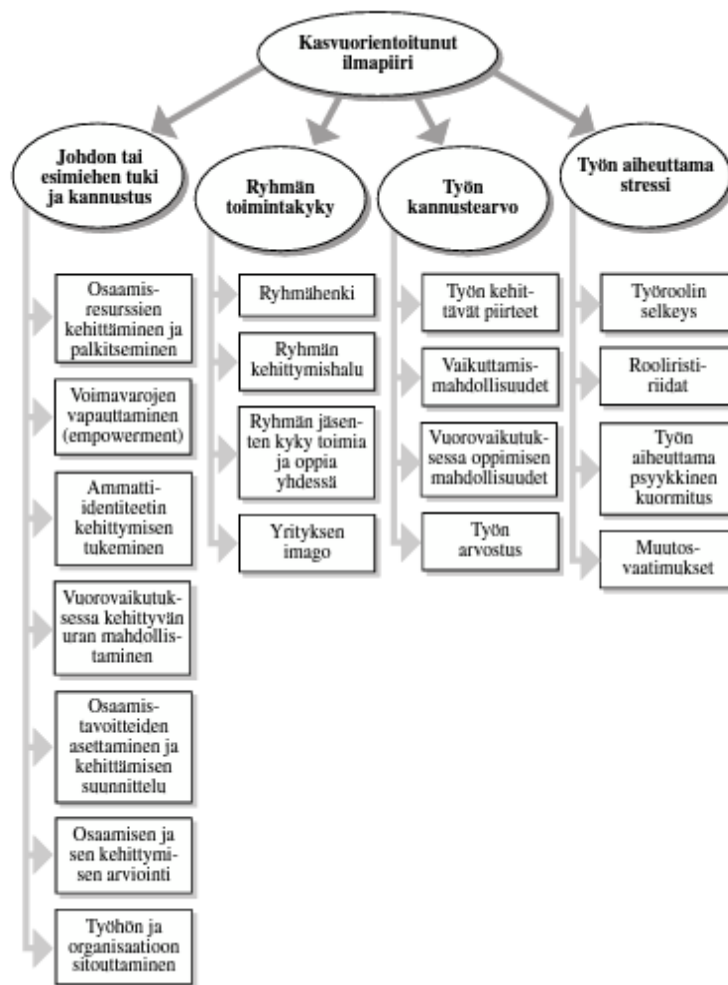 Kasvuorientoitunut
ilmapiiri
Johdon tai
esimiehen tuki
ja kannustus
Ryhmän
toimintakyky
Työn
kannustearvo
Työn aiheuttama
stressi
Osaamis-
resurssien
kehittäminen ja
palkitseminen
Voimavarojen
vapauttaminen
(empowerment)
Ammatti-
identiteetin
kehittymisen
tukeminen
Vuorovaikutuk-
sessa kehittyvän
uran mahdollis-
taminen
Osaamis-
tavoitteiden
asettaminen ja
kehittämisen
suunnittelu
Osaamisen ja
sen kehittymi-
sen arviointi
Työhön ja
organisaatioon
sitouttaminen
Ryhmähenki
Ryhmän
kehittymishalu
Ryhmän jäsen-
ten kyky toimia
ja oppia
yhdessä
Yrityksen
imago
Työn kehit-
tävät piirteet
Vaikuttamis-
mahdollisuudet
Vuorovaikutuk-
sessa oppimisen
mahdollisuudet
Työn
arvostus
Työroolin
selkeys
Rooliristi-
riidat
Työn
aiheuttama
psyykkinen
kuormitus
Muutos-
vaatimukset